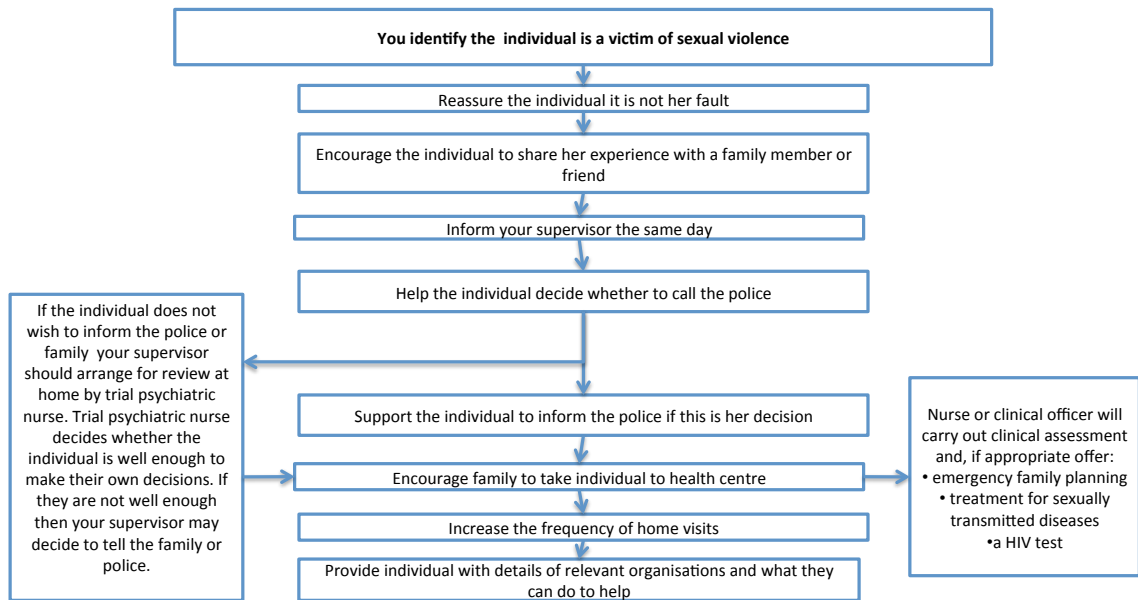 You identify the individual is a victim of sexual violence
Reassure the individual it is not her fault
Encourage the individual to share her experience with a family member or
friend
Inform your supervisor the same day
Help the individual decide whether to call the police
If the individual does not
wish to inform the police or
family your supervisor
should arrange for review at
home by trial psychiatric
nurse. Trial psychiatric nurse
decides whether the
individual is well enough to
make their own decisions. If
they are not well enough
then your supervisor may
decide to tell the family or
police.
Support the individual to inform the police if this is her decision
Encourage family to take individual to health centre
Nurse or clinical officer will
carry out clinical assessment
and, if appropriate offer:
• emergency family planning
• treatment for sexually
transmitted diseases
•a HIV test
Increase the frequency of home visits
Provide individual with details of relevant organisations and what they
can do to help